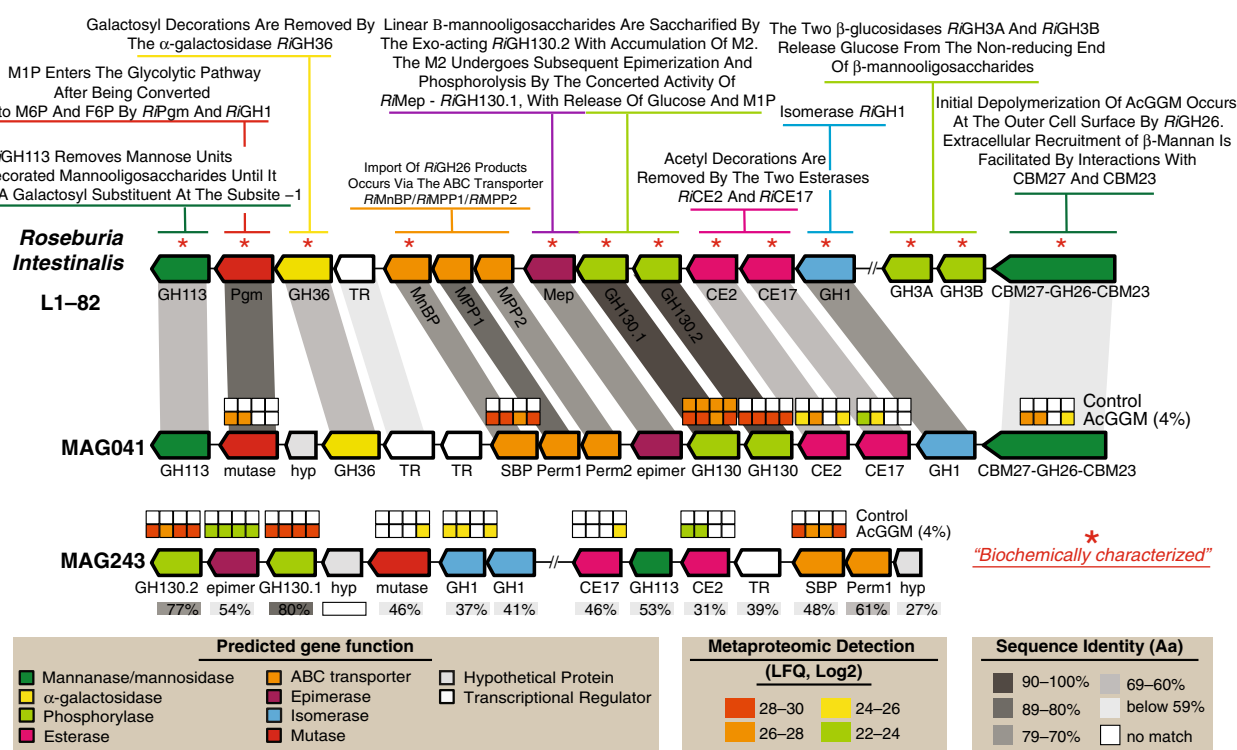 Galactosyl Decorations Are Removed By
The α-galactosidase RiGH36
Linear B-mannooligosaccharides Are Saccharified By
The Exo-acting RiGH130.2 With Accumulation Of M2.
The M2 Undergoes Subsequent Epimerization And
Phosphorolysis By The Concerted Activity Of
RiMep - RiGH130.1, With Release Of Glucose And M1P
The Two β-glucosidases RiGH3A And RiGH3B
Release Glucose From The Non-reducing End
Of β-mannooligosaccharides
M1P Enters The Glycolytic Pathway
After Being Converted
to M6P And F6P By RiPgm And RiGH1
Isomerase RiGH1
Initial Depolymerization Of AcGGM Occurs
At The Outer Cell Surface By RiGH26.
Extracellular Recruitment of β-Mannan Is
Facilitated By Interactions With
CBM27 And CBM23
GH113 Removes Mannose Units
Mannooligosaccharides Until It
A Galactosyl Substituent At The Subsite −1
Import Of RiGH26 Products
Occurs Via The ABC Transporter
RiMnBP/RiMPP1/RiMPP2
Acetyl Decorations Are
Removed By The Two Esterases
RiCE2 And RiCE17
Roseburia
Intestinalis
L1–82
* * * * * * * * * * * * *
GH113 Pgm GH36 TR MnBP MPP1 MPP2 Mep GH130.1 GH130.2 CE2 CE17 GH1 // GH3A GH3B CBM27-GH26-CBM23
Control
AcGGM (4%)
MAG041
GH113 mutase hyp GH36 TR TR SBP Perm1 Perm2 epimer GH130 GH130 CE2 CE17 GH1 CBM27-GH26-CBM23
Control
AcGGM (4%)
MAG243
GH130.2 epimer GH130.1 hyp mutase GH1 GH1 // CE17 GH113 CE2 TR SBP Perm1 hyp
77% 54% 80% 46% 37% 41% 46% 53% 31% 39% 48% 61% 27%
*
“Biochemically characterized”
Predicted gene function
Mannanase/mannosidase
α-galactosidase
Phosphorylase
Esterase
ABC transporter
Epimerase
Isomerase
Mutase
Hypothetical Protein
Transcriptional Regulator
Metaproteomic Detection
(LFQ, Log2)
28–30
26–28
24–26
22–24
Sequence Identity (Aa)
90–100%
89–80%
79–70%
69–60%
below 59%
no match